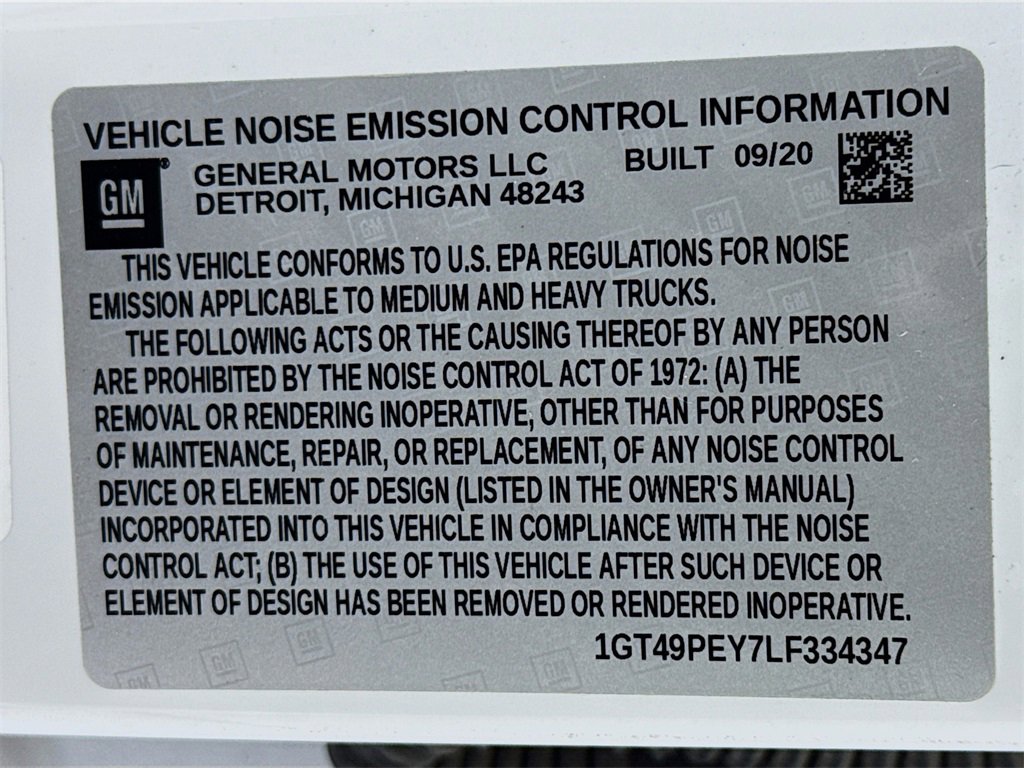 VEHICLE NOISE EMISSION CONTROL INFORMATION
GM
GENERAL MOTORS LLC
DETROIT, MICHIGAN 48243
BUILT 09/20
THIS VEHICLE CONFORMS TO U.S. EPA REGULATIONS FOR NOISE
EMISSION APPLICABLE TO MEDIUM AND HEAVY TRUCKS.
THE FOLLOWING ACTS OR THE CAUSING THEREOF BY ANY PERSON
ARE PROHIBITED BY THE NOISE CONTROL ACT OF 1972: (A) THE
REMOVAL OR RENDERING INOPERATIVE, OTHER THAN FOR PURPOSES
OF MAINTENANCE, REPAIR, OR REPLACEMENT, OF ANY NOISE CONTROL
DEVICE OR ELEMENT OF DESIGN (LISTED IN THE OWNER'S MANUAL)
INCORPORATED INTO THIS VEHICLE IN COMPLIANCE WITH THE NOISE
CONTROL ACT; (B) THE USE OF THIS VEHICLE AFTER SUCH DEVICE OR
ELEMENT OF DESIGN HAS BEEN REMOVED OR RENDERED INOPERATIVE.
1GT49PEY7LF334347